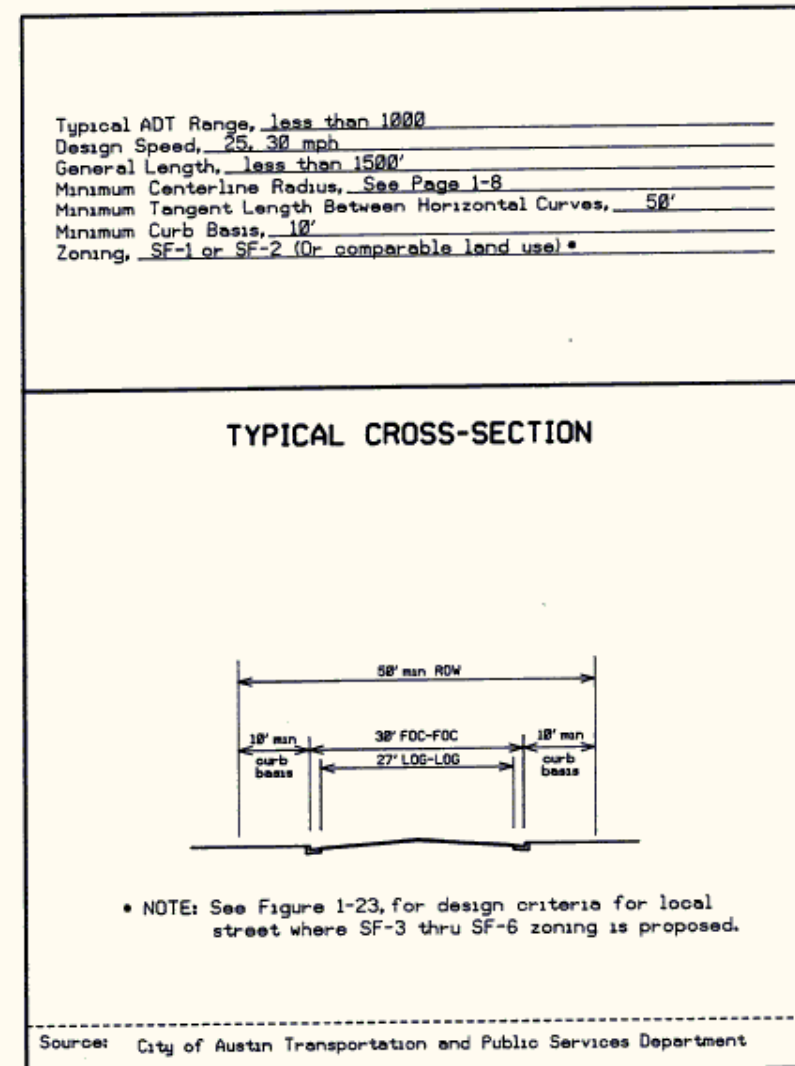 Typical ADT Range, less than 1000
Design Speed, 25, 30 mph
General Length, less than 1500'
Minimum Centerline Radius, See Page 1-8
Minimum Tangent Length Between Horizontal Curves, 50'
Minimum Curb Basis, 10'
Zoning, SF-1 or SF-2 (Or comparable land use) •
TYPICAL CROSS-SECTION
50' min ROW
10' min 30' FOC-FOC 10' min
curb 27' LOG-LOG curb
basis basis
• NOTE: See Figure 1-23, for design criteria for local
street where SF-3 thru SF-6 zoning is proposed.
Source: City of Austin Transportation and Public Services Department